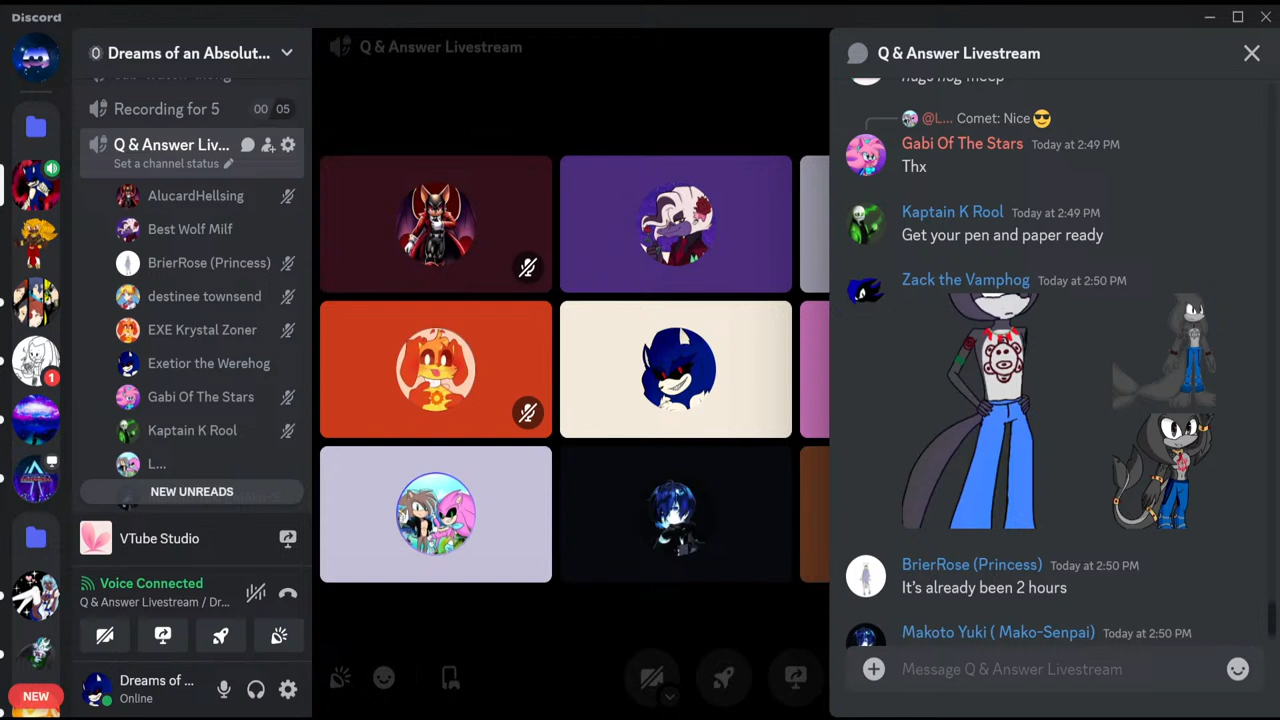 Discord
Dreams of an Absolut...
Recording for 5 00 05
Q & Answer Liv...
Set a channel status
AlucardHellsing
Best Wolf Milf
BrierRose (Princess)
destinee townsend
EXE Krystal Zoner
Exetior the Werehog
Gabi Of The Stars
Kaptain K Rool
L...
NEW UNREADS
VTube Studio
Voice Connected
Q & Answer Livestream / Dr...
Dreams of ...
Online
NEW
1
Q & Answer Livestream
Q & Answer Livestream
hugs hog meep
@L... Comet: Nice 😎
Gabi Of The Stars Today at 2:49 PM
Thx
Kaptain K Rool Today at 2:49 PM
Get your pen and paper ready
Zack the Vamphog Today at 2:50 PM
BrierRose (Princess) Today at 2:50 PM
It's already been 2 hours
Makoto Yuki ( Mako-Senpai) Today at 2:50 PM
Message Q & Answer Livestream